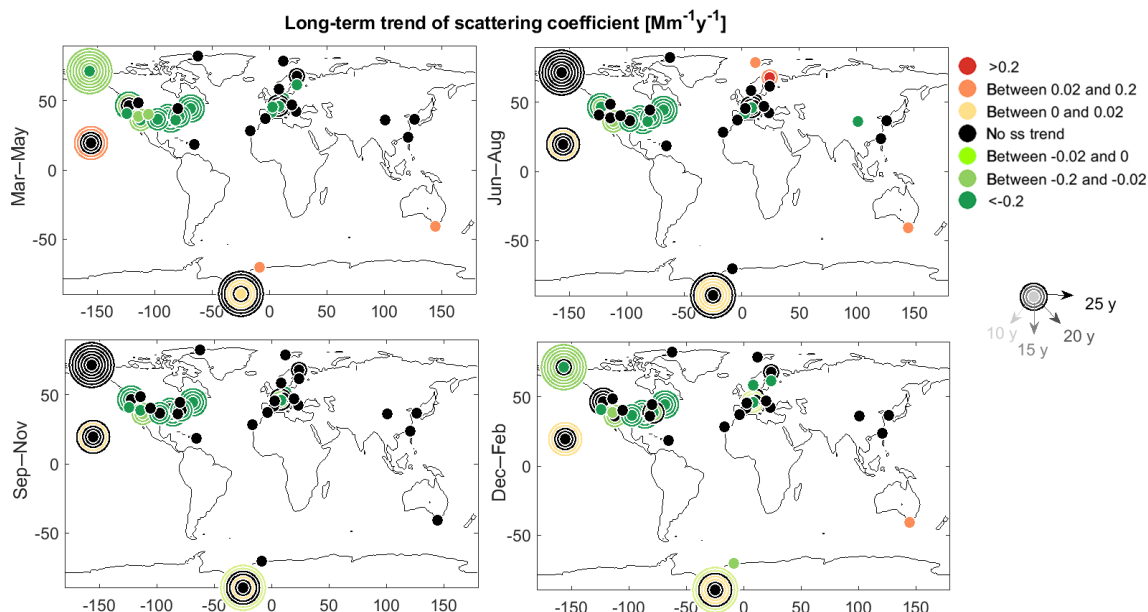 Long-term trend of scattering coefficient [Mm⁻¹y⁻¹]
Mar—May
50
0
-50
-150 -100 -50 0 50 100 150
Jun—Aug
50
0
-50
-150 -100 -50 0 50 100 150
>0.2
Between 0.02 and 0.2
Between 0 and 0.02
No ss trend
Between -0.02 and 0
Between -0.2 and -0.02
<-0.2
25 y
10 y
20 y
15 y
Sep—Nov
50
0
-50
-150 -100 -50 0 50 100 150
Dec—Feb
50
0
-50
-150 -100 -50 0 50 100 150